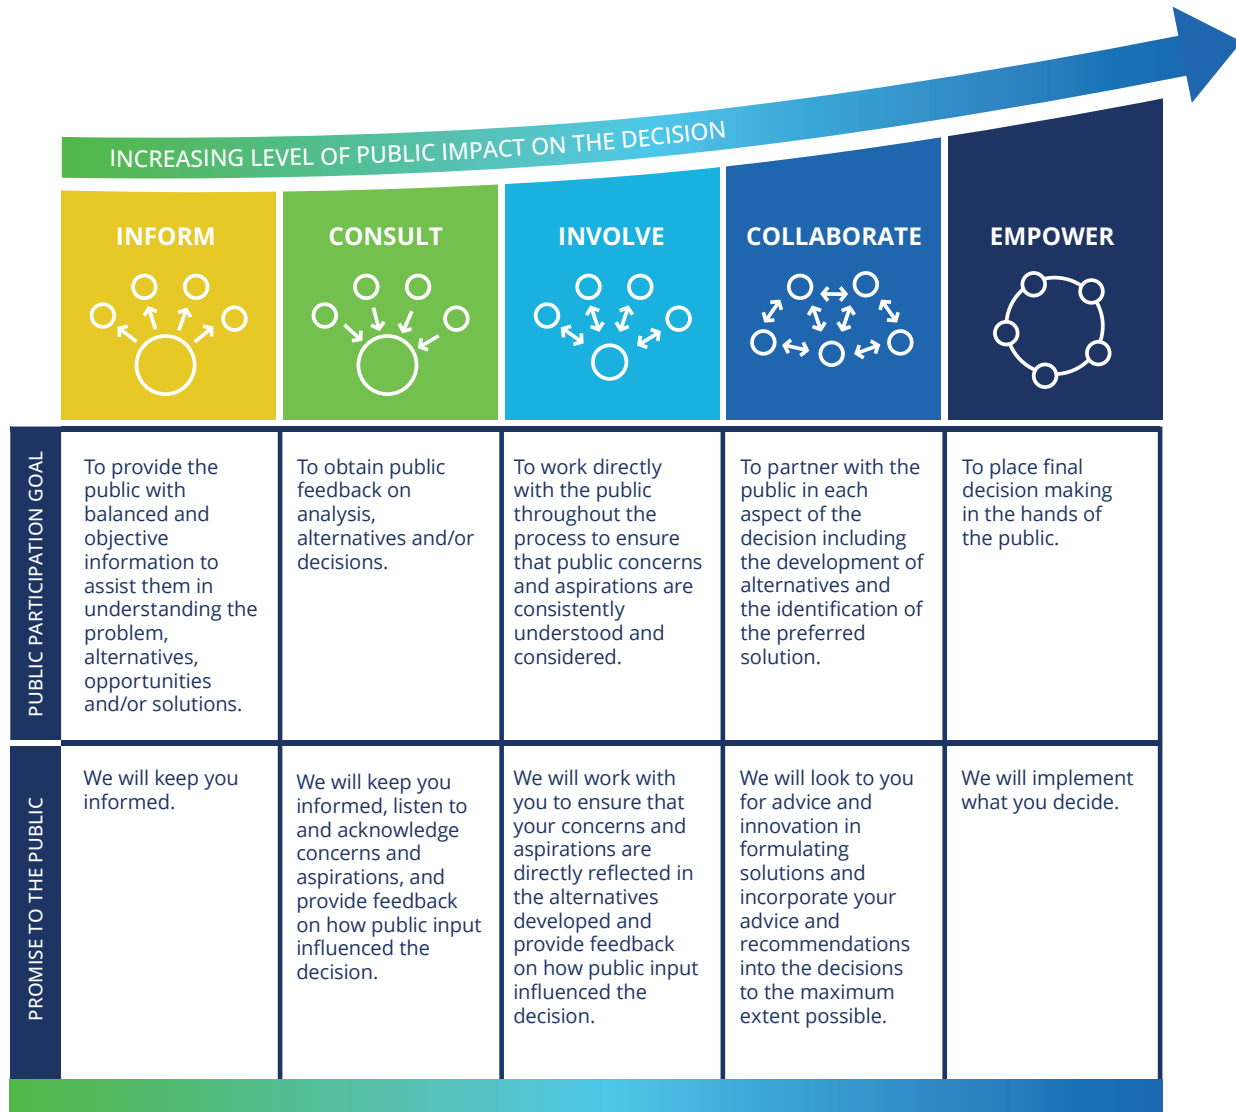 INCREASING LEVEL OF PUBLIC IMPACT ON THE DECISION
INFORM
CONSULT
INVOLVE
COLLABORATE
EMPOWER
PUBLIC PARTICIPATION GOAL
To provide the
public with
balanced and
objective
information to
assist them in
understanding the
problem,
alternatives,
opportunities
and/or solutions.
To obtain public
feedback on
analysis,
alternatives and/or
decisions.
To work directly
with the public
throughout the
process to ensure
that public concerns
and aspirations are
consistently
understood and
considered.
To partner with the
public in each
aspect of the
decision including
the development of
alternatives and
the identification of
the preferred
solution.
To place final
decision making
in the hands of
the public.
PROMISE TO THE PUBLIC
We will keep you
informed.
We will keep you
informed, listen to
and acknowledge
concerns and
aspirations, and
provide feedback
on how public input
influenced the
decision.
We will work with
you to ensure that
your concerns and
aspirations are
directly reflected in
the alternatives
developed and
provide feedback
on how public input
influenced the
decision.
We will look to you
for advice and
innovation in
formulating
solutions and
incorporate your
advice and
recommendations
into the decisions
to the maximum
extent possible.
We will implement
what you decide.